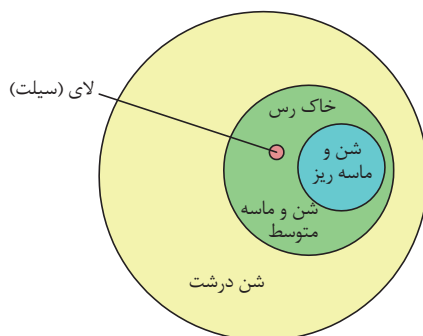 لای (سیلت)
خاک رس
شن و
ماسه ریز
شن و ماسه
متوسط
شن درشت